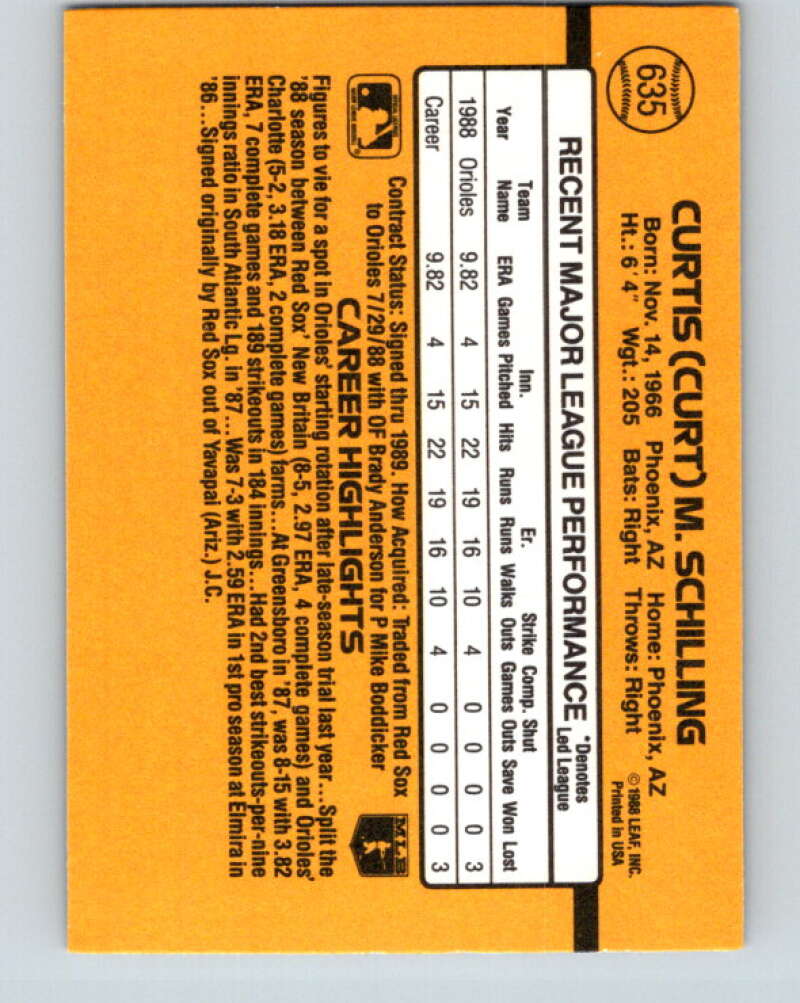 635
CURTIS (CURT) M. SCHILLING
Born: Nov. 14, 1966 Phoenix, AZ Home: Phoenix, AZ
Ht.: 6' 4" Wgt.: 205 Bats: Right Throws: Right
© 1988 LEAF, INC.
Printed in USA
RECENT MAJOR LEAGUE PERFORMANCE
*Denotes
Led League
Team Inn. Er. Strike Comp. Shut
Year Name ERA Games Pitched Hits Runs Runs Walks Outs Games Outs Save Won Lost
1988 Orioles 9.82 4 15 22 19 16 10 4 0 0 0 0 3
Career 9.82 4 15 22 19 16 10 4 0 0 0 0 3
Contract Status: Signed thru 1989. How Acquired: Traded from Red Sox
to Orioles 7/29/88 with OF Brady Anderson for P Mike Boddicker
MLB
CAREER HIGHLIGHTS
Figures to vie for a spot in Orioles' starting rotation after late-season trial last year...Split the
'88 season between Red Sox' New Britain (8-5, 2.97 ERA, 4 complete games) and Orioles'
Charlotte (5-2, 3.18 ERA, 2 complete games) farms...At Greensboro in '87, was 8-15 with 3.82
ERA, 7 complete games and 189 strikeouts in 184 innings...Had 2nd best strikeouts-per-nine
innings ratio in South Atlantic Lg. in '87...Was 7-3 with 2.59 ERA in 1st pro season at Elmira in
'86...Signed originally by Red Sox out of Yavapai (Ariz.) J.C.